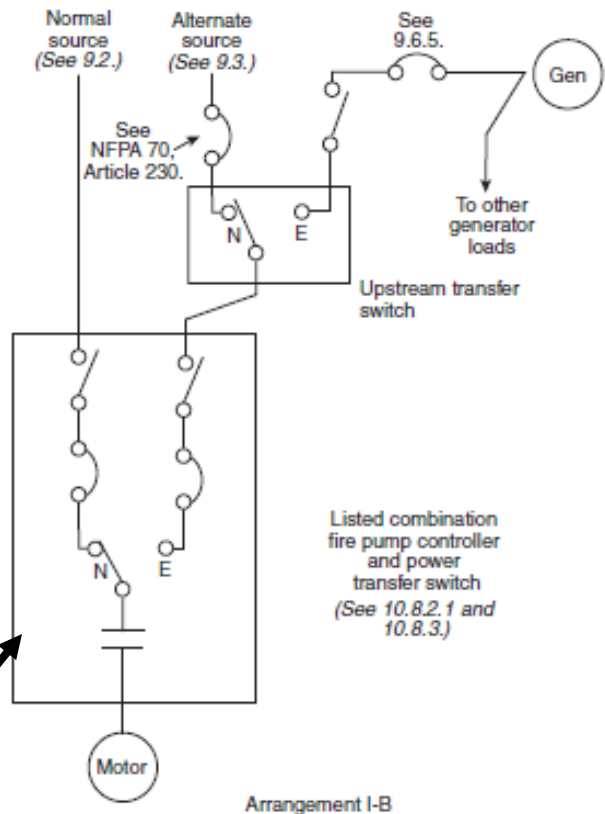 Normal
source
(See 9.2.)
Alternate
source
(See 9.3.)
See
9.6.5.
Gen
See
NFPA 70,
Article 230.
N
E
To other
generator
loads
Upstream transfer
switch
N
E
Listed combination
fire pump controller
and power
transfer switch
(See 10.8.2.1 and
10.8.3.)
Motor
Arrangement I-B